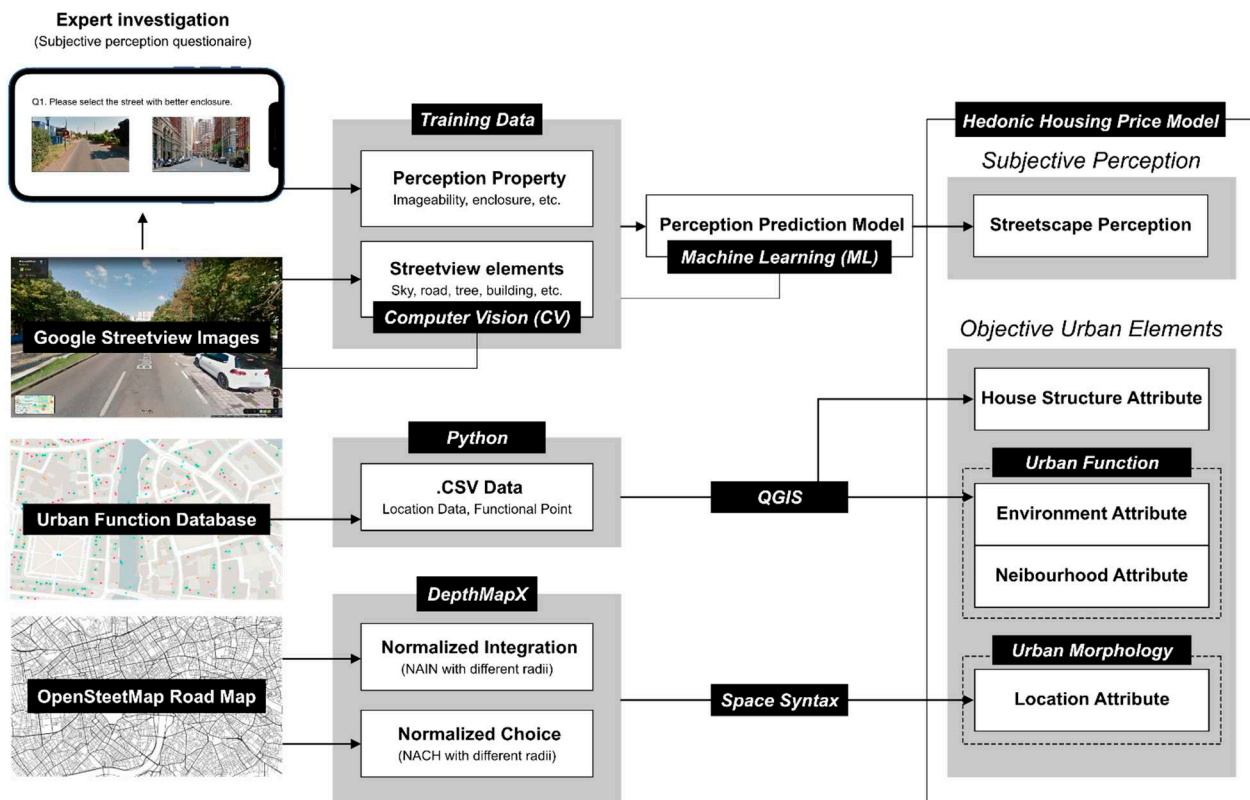 Expert investigation
(Subjective perception questionaire)
Q1. Please select the street with better enclosure.
Google Streetview Images
Urban Function Database
OpenSteetMap Road Map
Training Data
Perception Property
Imageability, enclosure, etc.
Streetview elements
Sky, road, tree, building, etc.
Computer Vision (CV)
Python
.CSV Data
Location Data, Functional Point
DepthMapX
Normalized Integration
(NAIN with different radii)
Normalized Choice
(NACH with different radii)
Perception Prediction Model
Machine Learning (ML)
QGIS
Space Syntax
Hedonic Housing Price Model
Subjective Perception
Streetscape Perception
Objective Urban Elements
House Structure Attribute
Urban Function
Environment Attribute
Neibourhood Attribute
Urban Morphology
Location Attribute